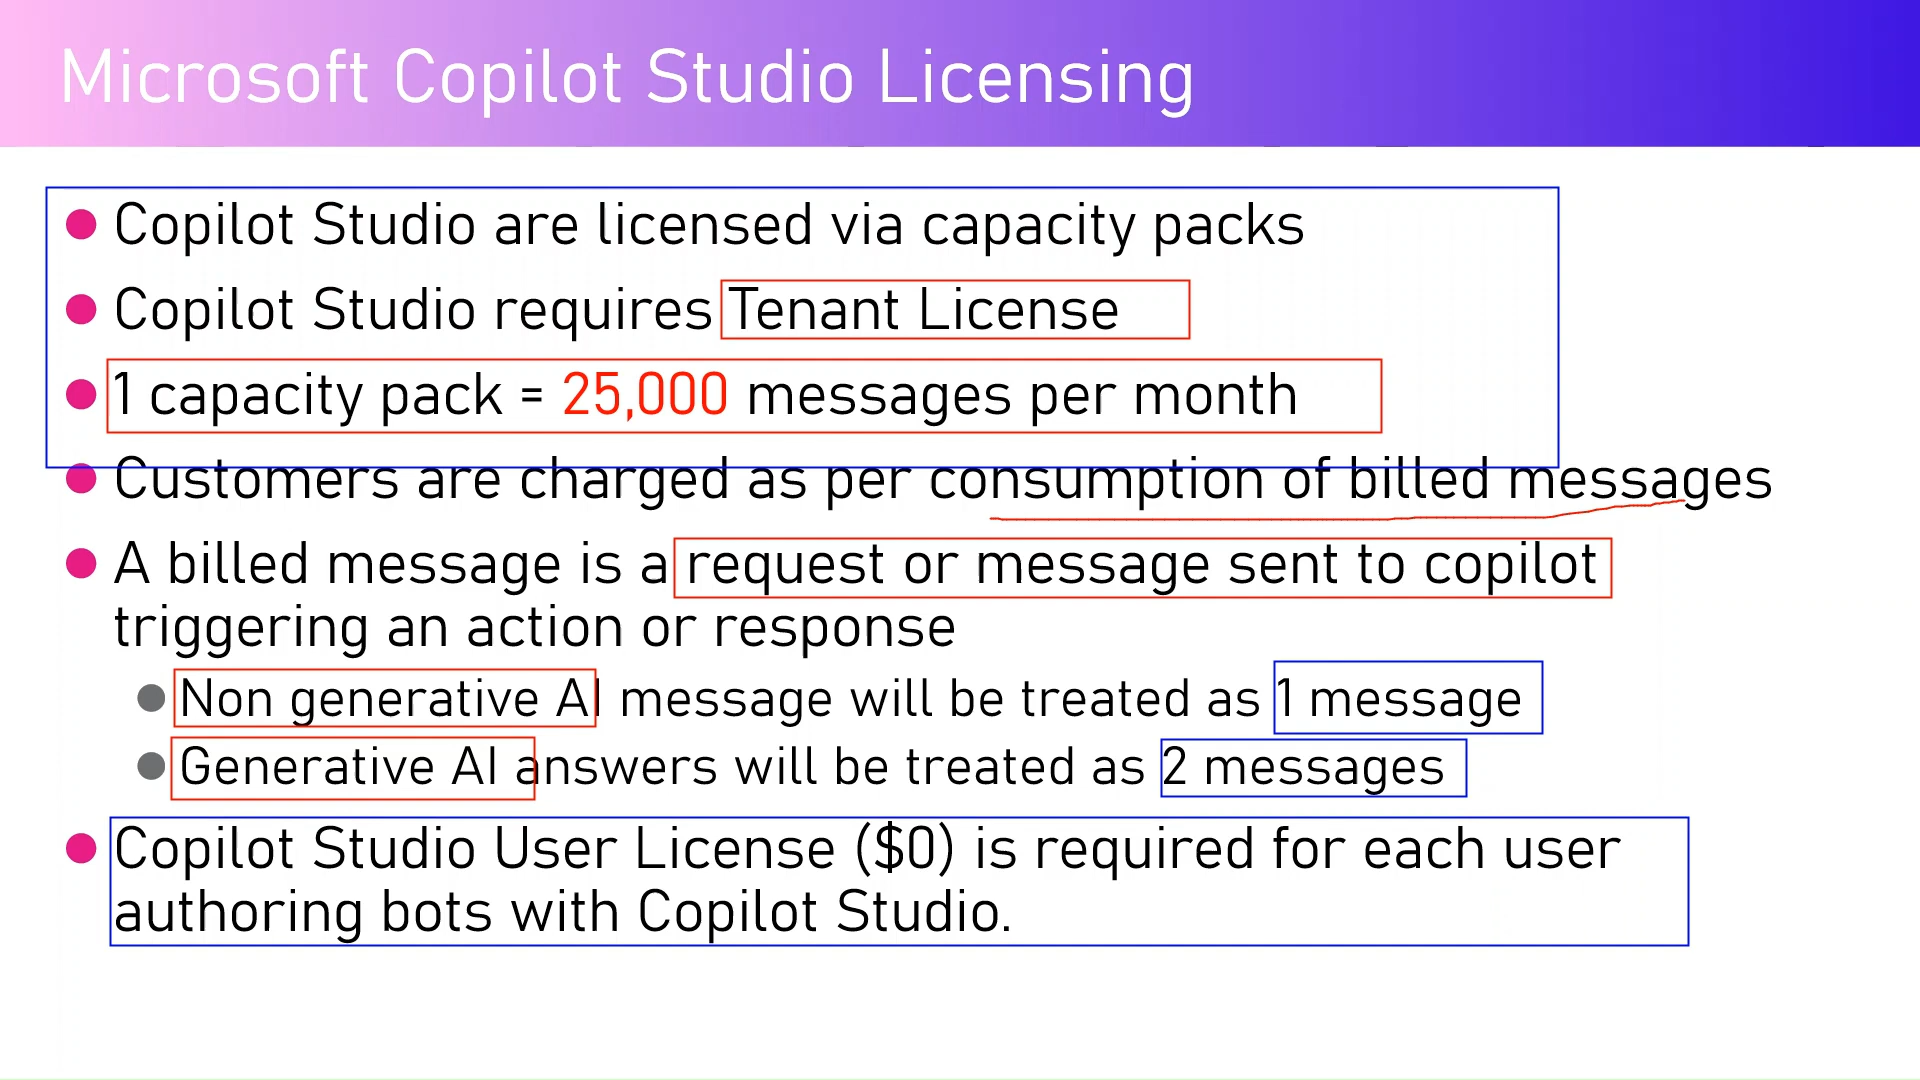 Microsoft Copilot Studio Licensing
Copilot Studio are licensed via capacity packs
Copilot Studio requires Tenant License
1 capacity pack = 25,000 messages per month
Customers are charged as per consumption of billed messages
A billed message is a request or message sent to copilot
triggering an action or response
Non generative AI message will be treated as 1 message
Generative AI answers will be treated as 2 messages
Copilot Studio User License ($0) is required for each user
authoring bots with Copilot Studio.